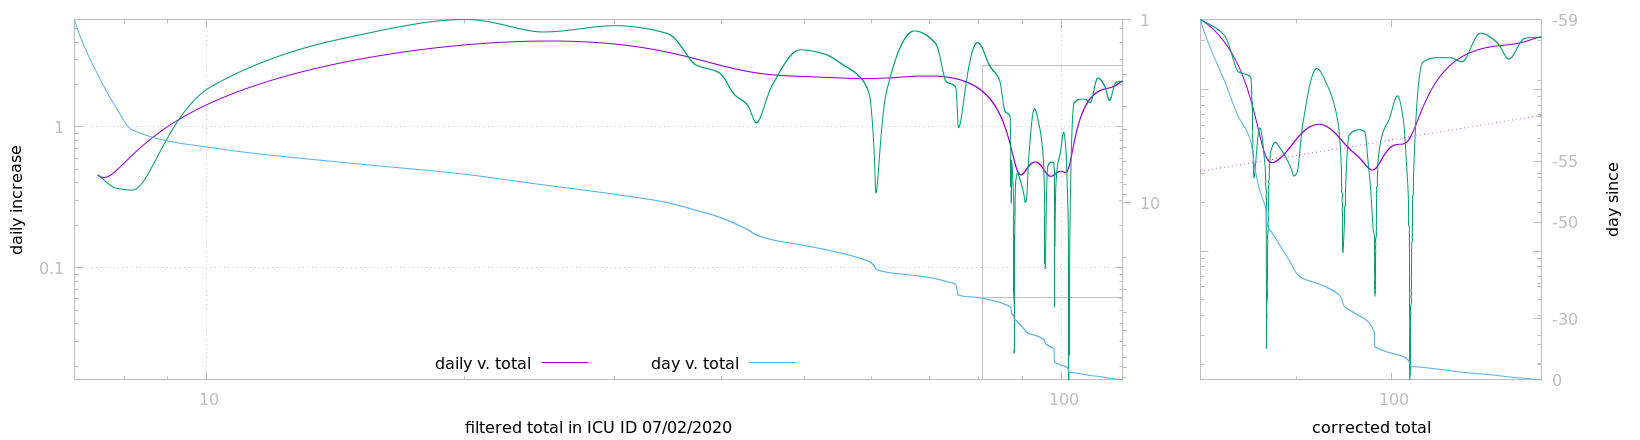 daily increase
1
0.1
10
100
filtered total in ICU ID 07/02/2020
daily v. total
day v. total
1
10
100
corrected total
-59
-55
-50
-30
0
day since